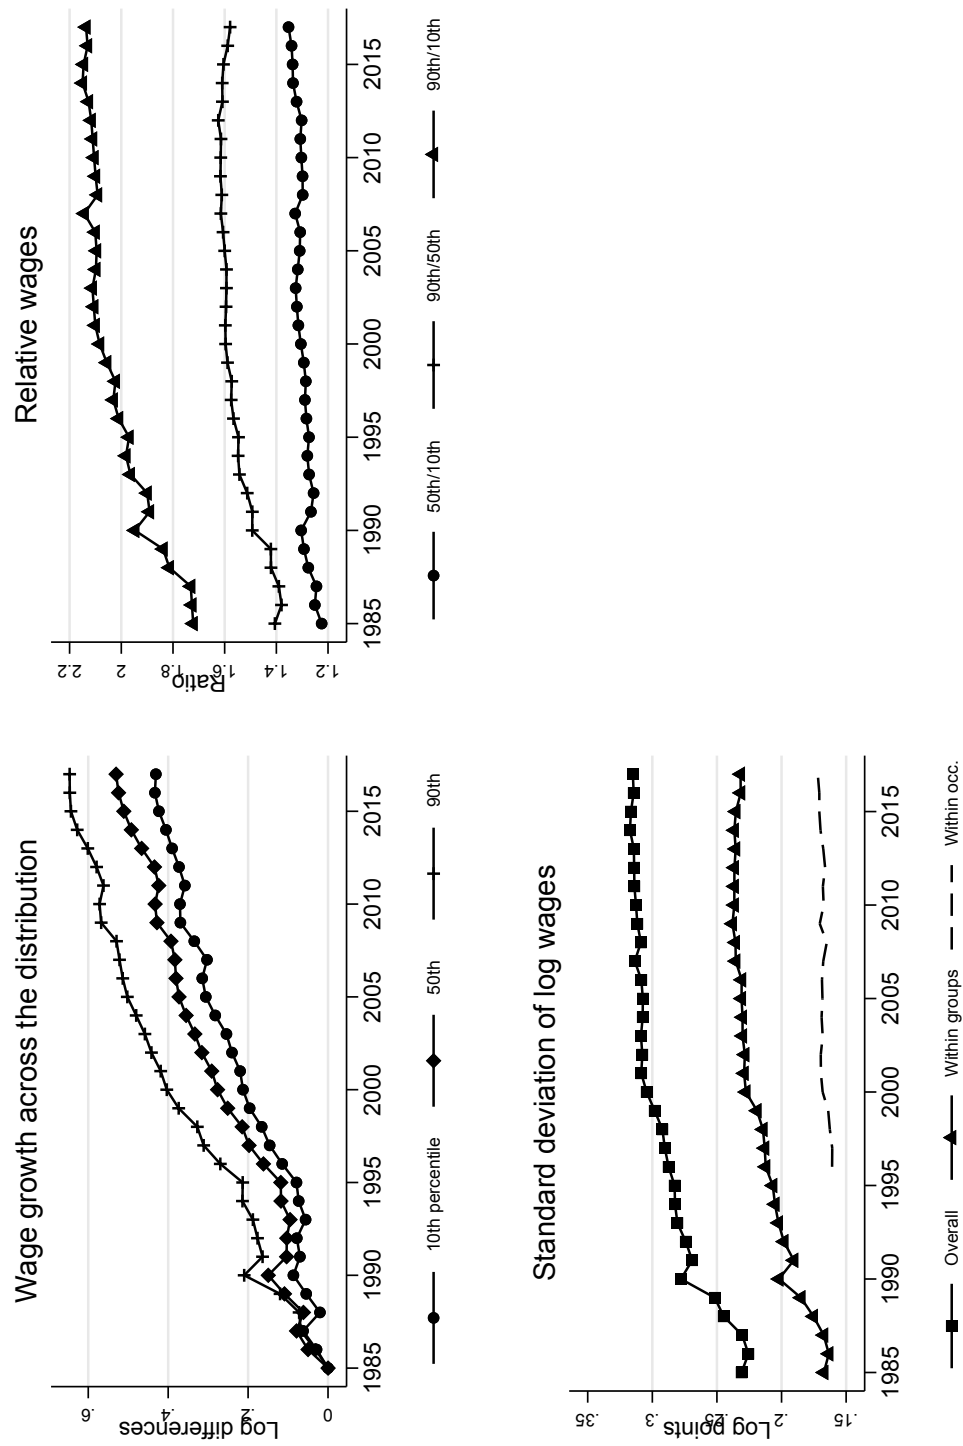 Wage growth across the distribution
Log differences
.6
.4
.2
0
1985 1990 1995 2000 2005 2010 2015
10th percentile 50th 90th
Relative wages
Ratio
2.2
2
1.8
1.6
1.4
1.2
1985 1990 1995 2000 2005 2010 2015
50th/10th 90th/50th 90th/10th
Standard deviation of log wages
Log points
.35
.3
.25
.2
.15
1985 1990 1995 2000 2005 2010 2015
Overall Within groups Within occ.